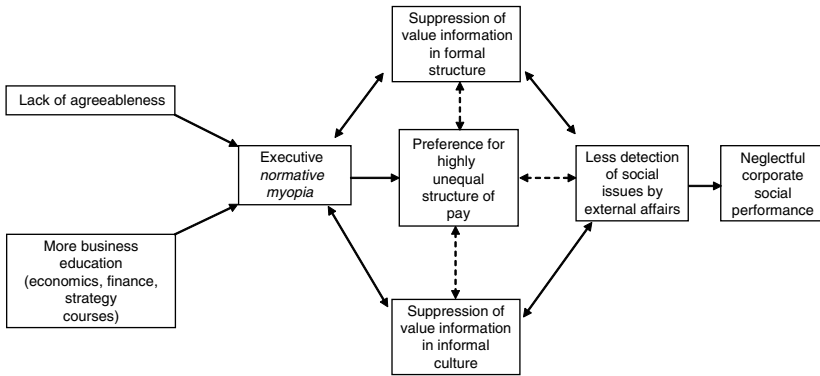 Suppression of
value information
in formal
structure
Lack of agreeableness
Executive
normative
myopia
Preference for
highly
unequal
structure of
pay
Less detection
of social
issues by
external affairs
Neglectful
corporate
social
performance
More business
education
(economics, finance,
strategy
courses)
Suppression of
value information
in informal
culture